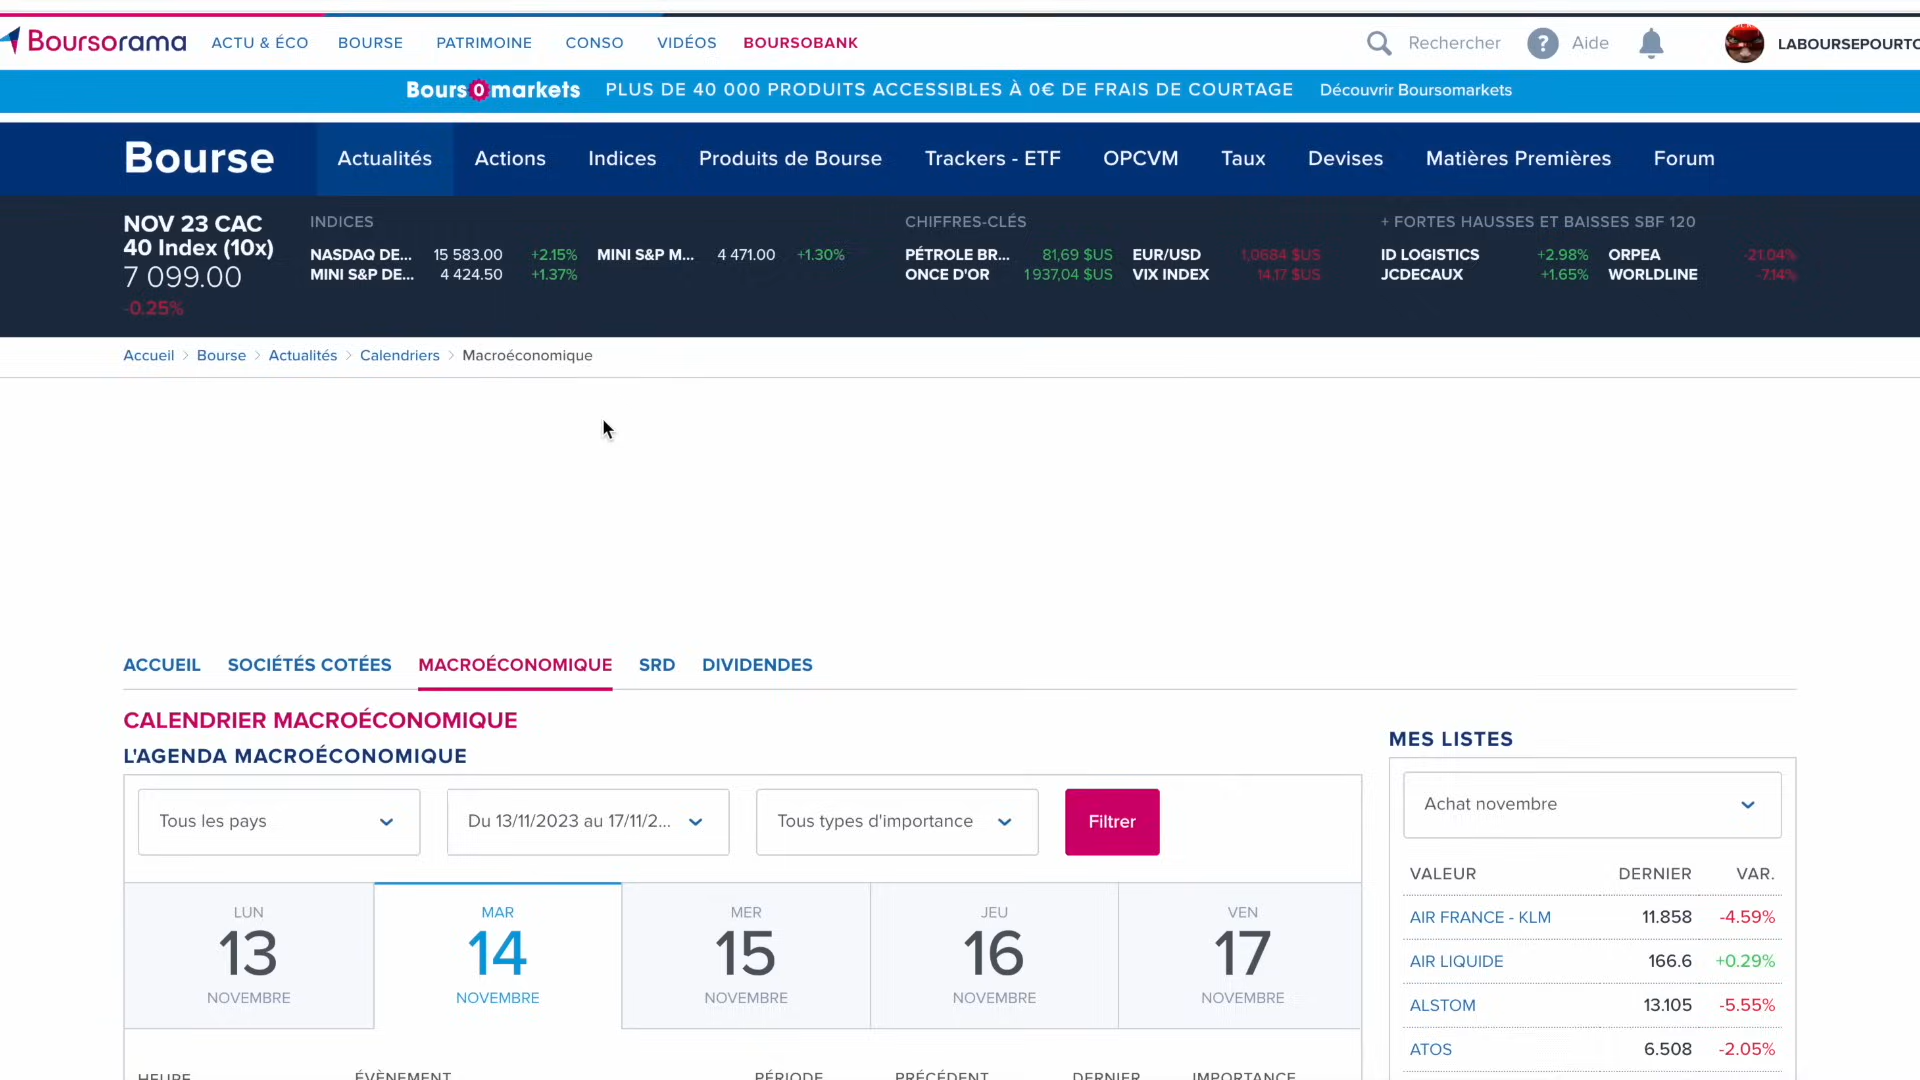 Boursorama ACTU & ÉCO BOURSE PATRIMOINE CONSO VIDÉOS BOURSOBANK Rechercher ? Aide LABOURSEPOURTO
BoursOmarkets PLUS DE 40 000 PRODUITS ACCESSIBLES À 0€ DE FRAIS DE COURTAGE Découvrir Boursomarkets
Bourse Actualités Actions Indices Produits de Bourse Trackers - ETF OPCVM Taux Devises Matières Premières Forum
NOV 23 CAC
40 Index (10x)
7 099.00
-0.25%
INDICES
NASDAQ DE... 15 583.00 +2.15% MINI S&P M... 4 471.00 +1.30%
MINI S&P DE... 4 424.50 +1.37%
CHIFFRES-CLÉS
PÉTROLE BR... 81,69 $US EUR/USD 1,0684 $US
ONCE D'OR 1 937,04 $US VIX INDEX 14.17 $US
+ FORTES HAUSSES ET BAISSES SBF 120
ID LOGISTICS +2.98% ORPEA -21.04%
JCDECAUX +1.65% WORLDLINE -7.14%
Accueil > Bourse > Actualités > Calendriers > Macroéconomique
ACCUEIL SOCIÉTÉS COTÉES MACROÉCONOMIQUE SRD DIVIDENDES
CALENDRIER MACROÉCONOMIQUE
L'AGENDA MACROÉCONOMIQUE
Tous les pays Du 13/11/2023 au 17/11/2... Tous types d'importance Filtrer
LUN MAR MER JEU VEN
13 14 15 16 17
NOVEMBRE NOVEMBRE NOVEMBRE NOVEMBRE NOVEMBRE
HEURE ÉVÈNEMENT PÉRIODE PRÉCÉDENT DERNIER IMPORTANCE
MES LISTES
Achat novembre
VALEUR DERNIER VAR.
AIR FRANCE - KLM 11.858 -4.59%
AIR LIQUIDE 166.6 +0.29%
ALSTOM 13.105 -5.55%
ATOS 6.508 -2.05%